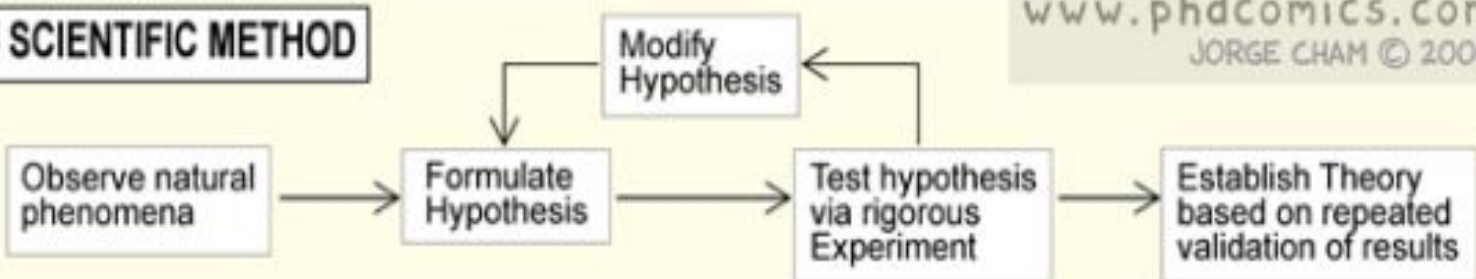 SCIENTIFIC METHOD
www.phdcomics.com
JORGE CHAM © 200
Modify
Hypothesis
Observe natural
phenomena
Formulate
Hypothesis
Test hypothesis
via rigorous
Experiment
Establish Theory
based on repeated
validation of results